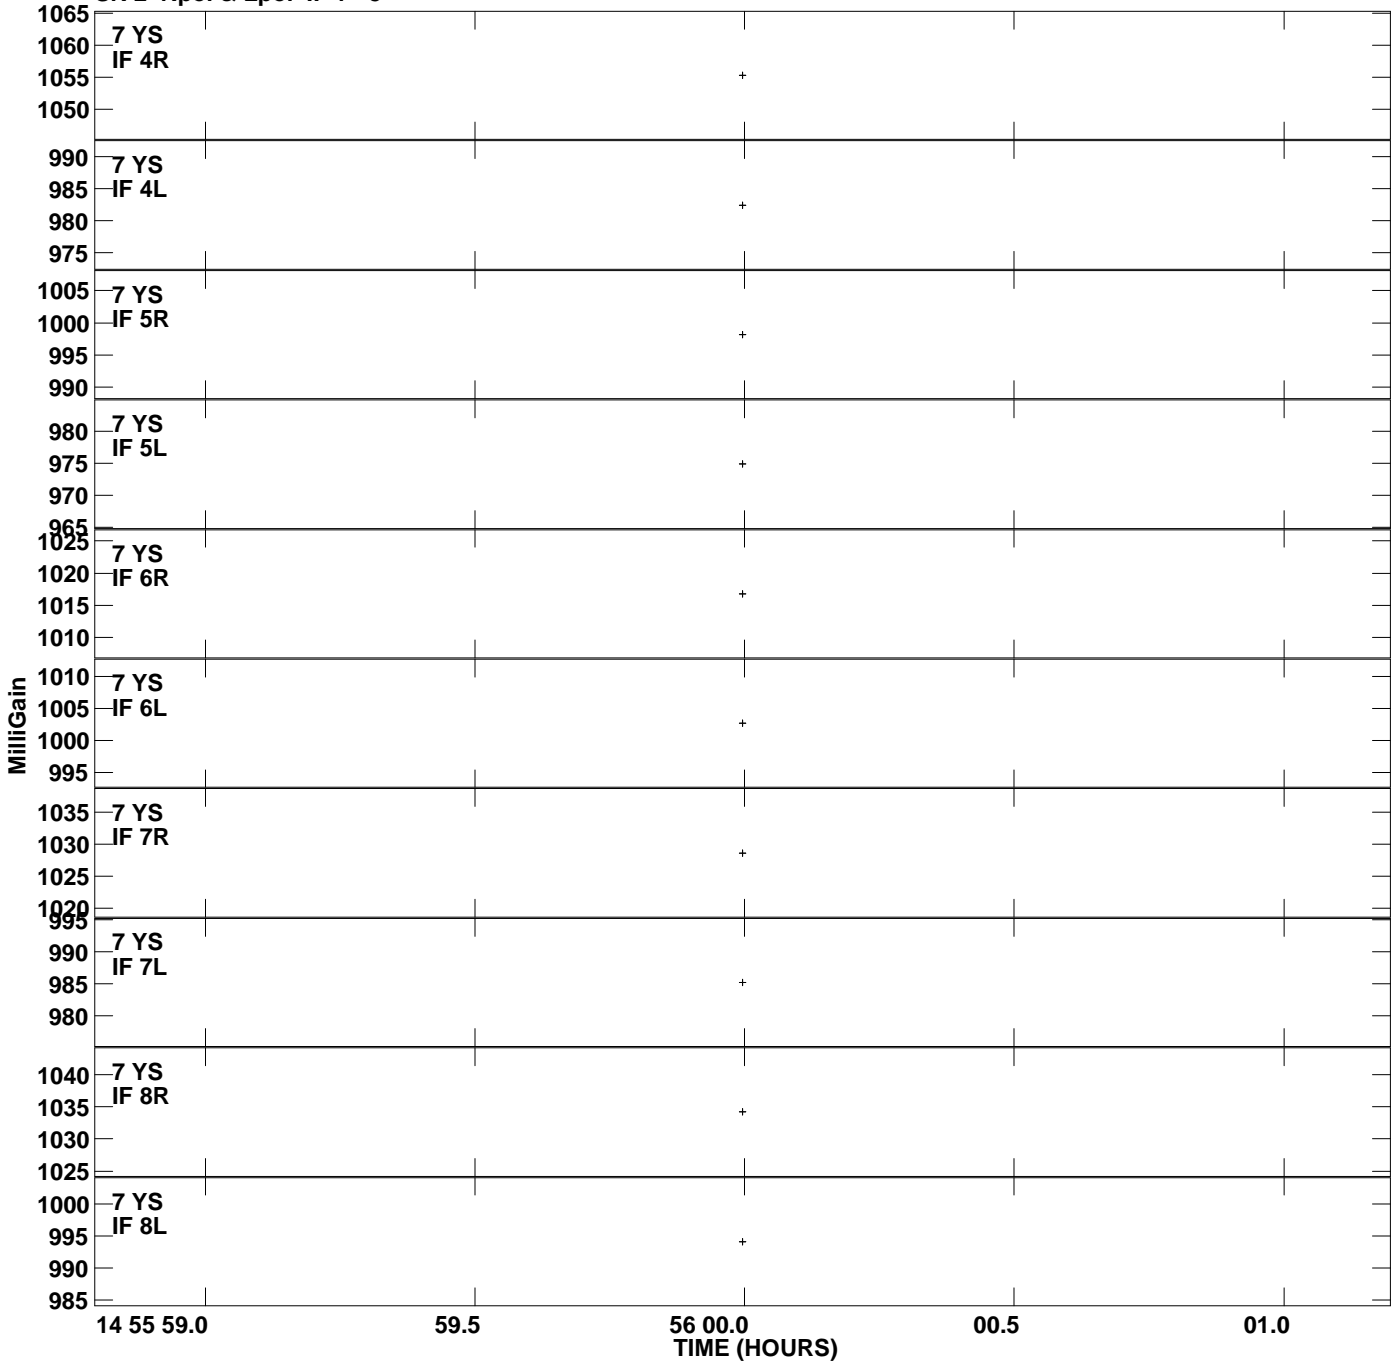 1065
1060
1055
1050
7 YS
IF 4R
990
985
980
975
7 YS
IF 4L
1005
1000
995
990
7 YS
IF 5R
980
975
970
965
7 YS
IF 5L
1025
1020
1015
1010
7 YS
IF 6R
1010
1005
1000
995
7 YS
IF 6L
MilliGain
1035
1030
1025
1020
7 YS
IF 7R
995
990
985
980
7 YS
IF 7L
1040
1035
1030
1025
7 YS
IF 8R
1000
995
990
985
7 YS
IF 8L
14 55 59.0 59.5 56 00.0 00.5 01.0
TIME (HOURS)